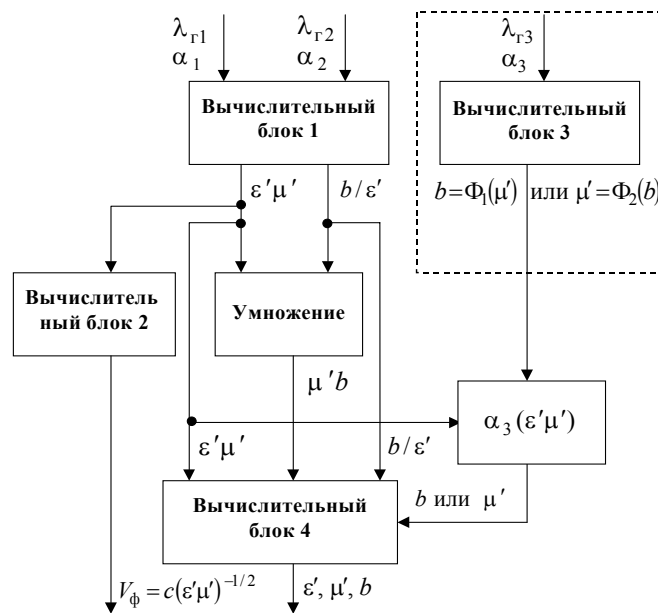 λг1
α1
λг2
α2
λг3
α3
Вычислительный
блок 1
Вычислительный
блок 3
ε′μ′
b/ε′
b=Φ1(μ′) или μ′=Φ2(b)
Вычислитель
ный блок 2
Умножение
μ′b
α3(ε′μ′)
ε′μ′
b/ε′
Вычислительный
блок 4
b или μ′
Vф = c(ε′μ′)^−1/2
ε′, μ′, b